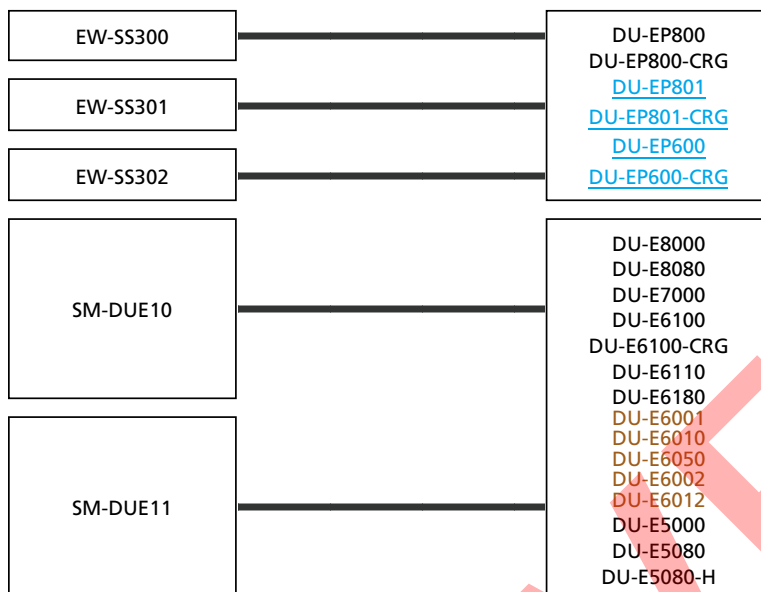 EW-SS300
EW-SS301
EW-SS302
DU-EP800
DU-EP800-CRG
DU-EP801
DU-EP801-CRG
DU-EP600
DU-EP600-CRG
SM-DUE10
SM-DUE11
DU-E8000
DU-E8080
DU-E7000
DU-E6100
DU-E6100-CRG
DU-E6110
DU-E6180
DU-E6001
DU-E6010
DU-E6050
DU-E6002
DU-E6012
DU-E5000
DU-E5080
DU-E5080-H